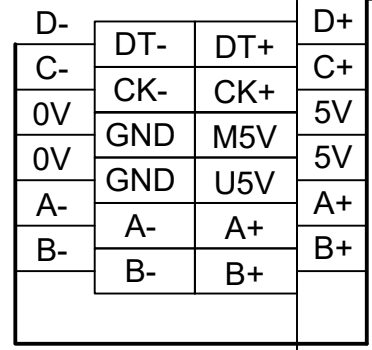 D- DT- DT+ D+
C- CK- CK+ C+
0V GND M5V 5V
0V GND U5V 5V
A- A- A+ A+
B- B- B+ B+